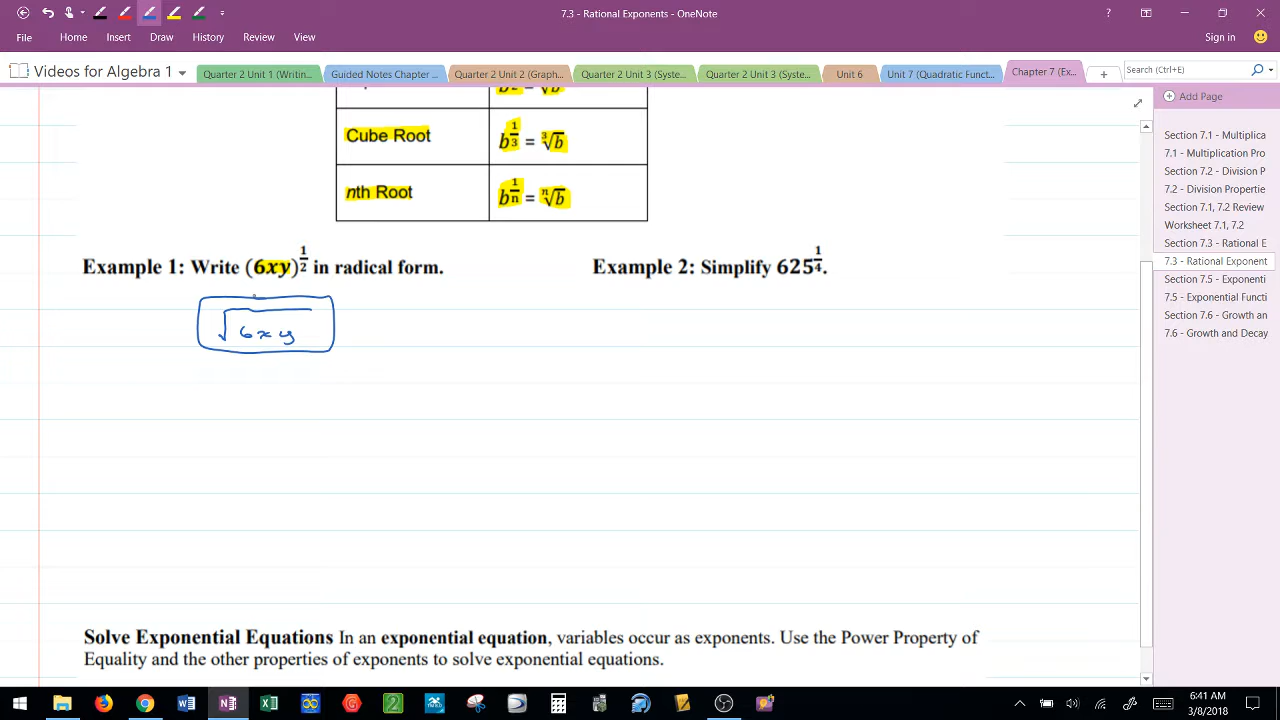 7.3 - Rational Exponents - OneNote
File Home Insert Draw History Review View
Sign in
Videos for Algebra 1
Quarter 2 Unit 1 (Writin...
Guided Notes Chapter ...
Quarter 2 Unit 2 (Graph...
Quarter 2 Unit 3 (Syste...
Quarter 2 Unit 3 (Syste...
Unit 6
Unit 7 (Quadratic Funct...
Chapter 7 (Ex...
Search (Ctrl+E)
Add Page
Section 7.1 - Multiplica
7.1 - Multiplication Pro
Section 7.2 - Division P
7.2 - Division Propertie
Section 7.1, 7.2 Review
Worksheet 7.1, 7.2
Section 7.3 - Rational E
7.3 - Rational Exponent
Section 7.5 - Exponenti
7.5 - Exponential Functi
Section 7.6 - Growth an
7.6 - Growth and Decay
Cube Root b^(1/3) = ∛b
nth Root b^(1/n) = ⁿ√b
Example 1: Write (6xy)^(1/2) in radical form.
√6xy
Example 2: Simplify 625^(1/4).
Solve Exponential Equations In an exponential equation, variables occur as exponents. Use the Power Property of
Equality and the other properties of exponents to solve exponential equations.
6:41 AM
3/8/2018